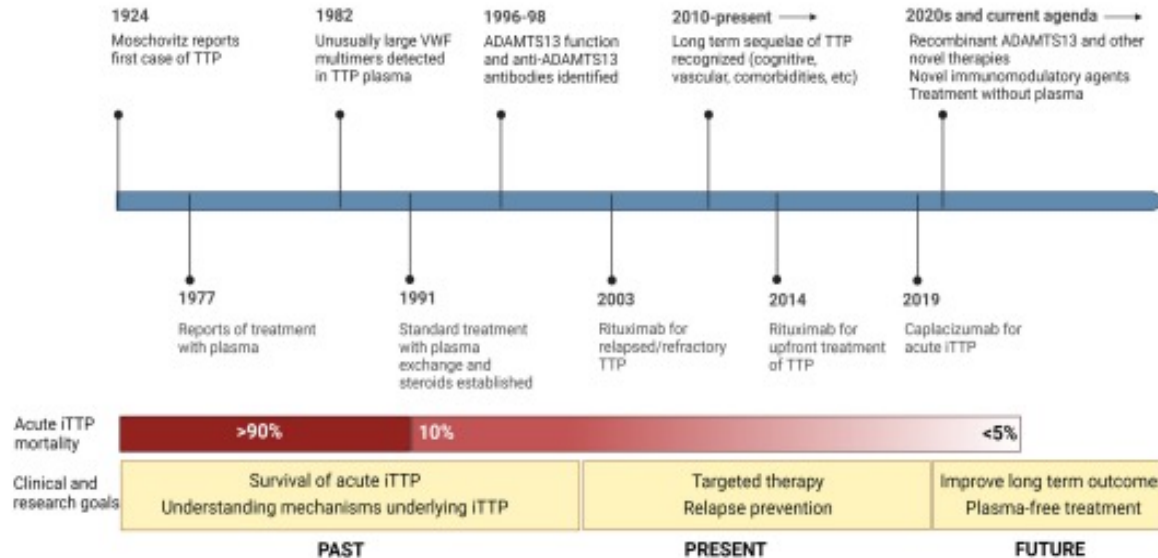 1924
Moschovitz reports
first case of TTP
1982
Unusually large VWF
multimers detected
in TTP plasma
1996-98
ADAMTS13 function
and anti-ADAMTS13
antibodies identified
2010-present
Long term sequelae of TTP
recognized (cognitive,
vascular, comorbidities, etc)
2020s and current agenda
Recombinant ADAMTS13 and other
novel therapies
Novel immunomodulatory agents
Treatment without plasma
1977
Reports of treatment
with plasma
1991
Standard treatment
with plasma
exchange and
steroids established
2003
Rituximab for
relapsed/refractory
TTP
2014
Rituximab for
upfront treatment
of TTP
2019
Caplacizumab for
acute iTTP
Acute iTTP
mortality
>90%
10%
<5%
Clinical and
research goals
Survival of acute iTTP
Understanding mechanisms underlying iTTP
Targeted therapy
Relapse prevention
Improve long term outcome
Plasma-free treatment
PAST
PRESENT
FUTURE